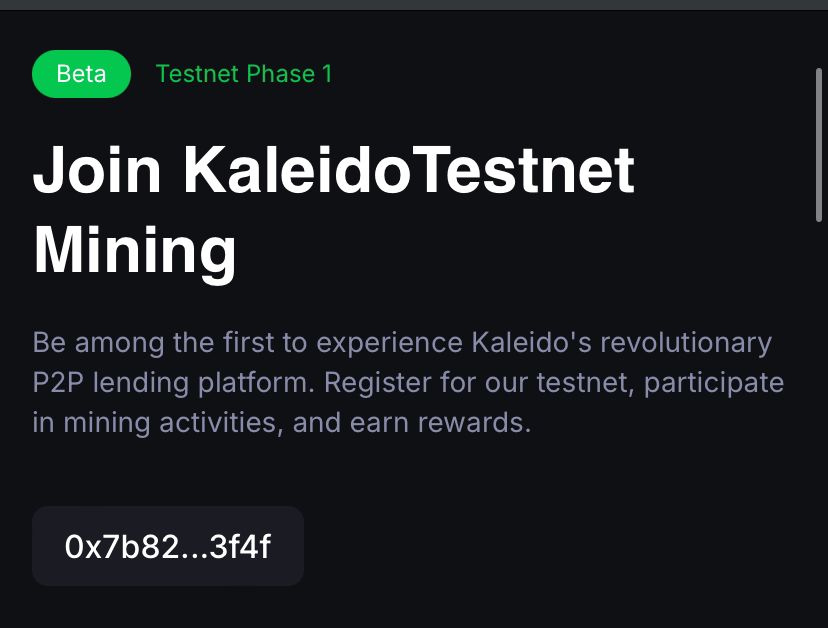 Beta Testnet Phase 1
Join KaleidoTestnet
Mining
Be among the first to experience Kaleido's revolutionary
P2P lending platform. Register for our testnet, participate
in mining activities, and earn rewards.
0x7b82...3f4f